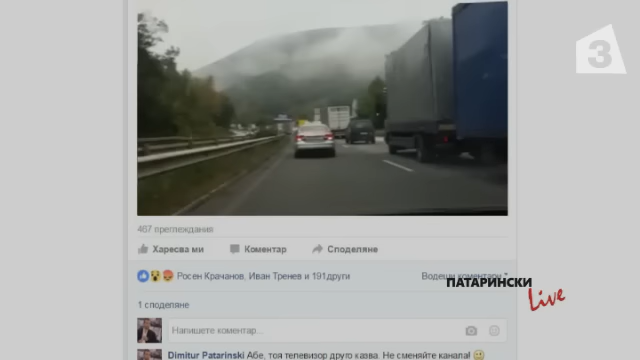 3
467 преглеждания
Харесва ми Коментар Споделяне
Росен Крачанов, Иван Тренев и 191други Водещи коментари
ПАТАРИНСКИ
Live
1 споделяне
Напишете коментар...
Dimitur Patarinski Абе, тоя телевизор друго казва. Не сменяйте канала!